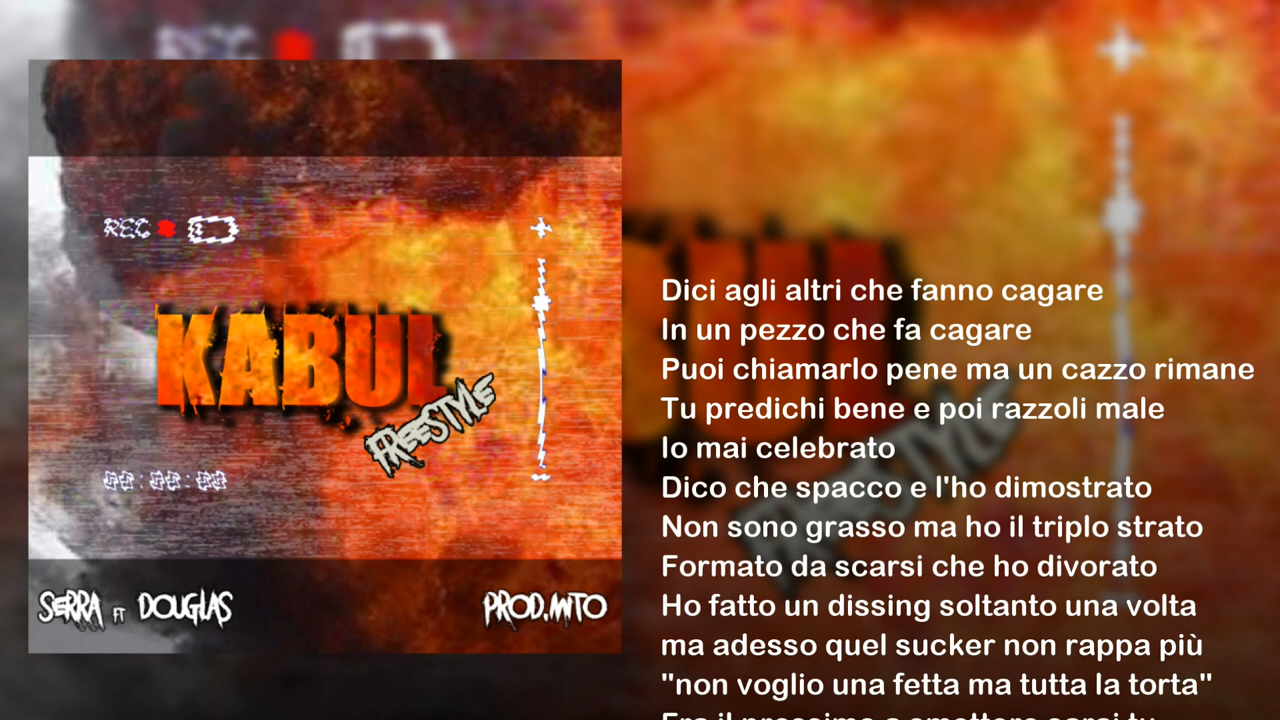 REC
KABUL
FREESTYLE
SERRA FT DOUGLAS
PROD.MITO
Dici agli altri che fanno cagare
In un pezzo che fa cagare
Puoi chiamarlo pene ma un cazzo rimane
Tu predichi bene e poi razzoli male
Io mai celebrato
Dico che spacco e l'ho dimostrato
Non sono grasso ma ho il triplo strato
Formato da scarsi che ho divorato
Ho fatto un dissing soltanto una volta
ma adesso quel sucker non rappa più
"non voglio una fetta ma tutta la torta"